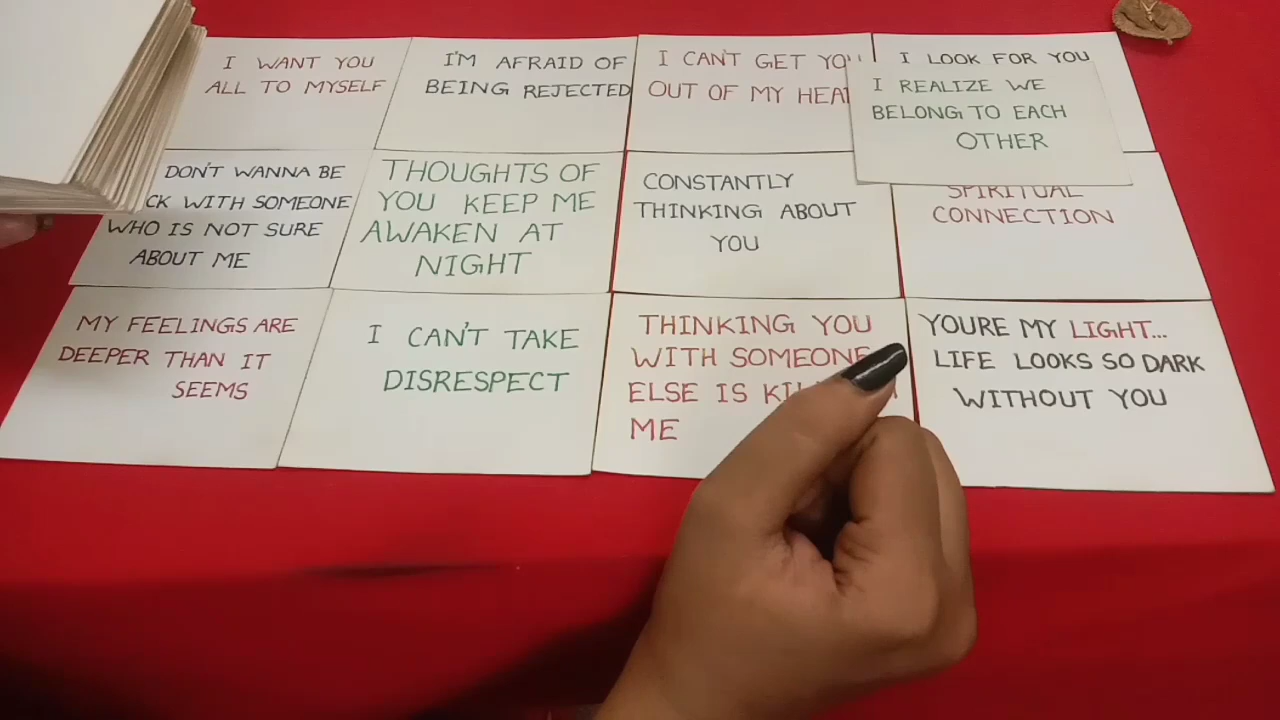 I WANT YOU
ALL TO MYSELF
I'M AFRAID OF
BEING REJECTED
I CAN'T GET
OUT OF MY
I LOOK FOR YOU
I REALIZE WE
BELONG TO EACH
OTHER
DON'T WANNA BE
WITH SOMEONE
WHO IS NOT SURE
ABOUT ME
THOUGHTS OF
YOU KEEP ME
AWAKEN AT
NIGHT
CONSTANTLY
THINKING ABOUT
YOU
SPIRITUAL
CONNECTION
MY FEELINGS ARE
DEEPER THAN IT
SEEMS
I CAN'T TAKE
DISRESPECT
THINKING YOU
WITH SOMEONE
ELSE IS
ME
YOURE MY LIGHT...
LIFE LOOKS SO DARK
WITHOUT YOU